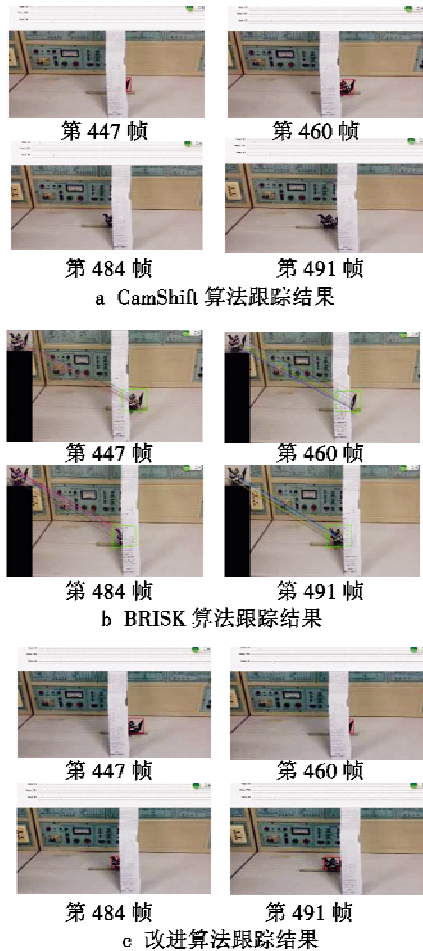 第 447 帧 第 460 帧
第 484 帧 第 491 帧
a CamShift 算法跟踪结果
第 447 帧 第 460 帧
第 484 帧 第 491 帧
b BRISK 算法跟踪结果
第 447 帧 第 460 帧
第 484 帧 第 491 帧
c 改进算法跟踪结果